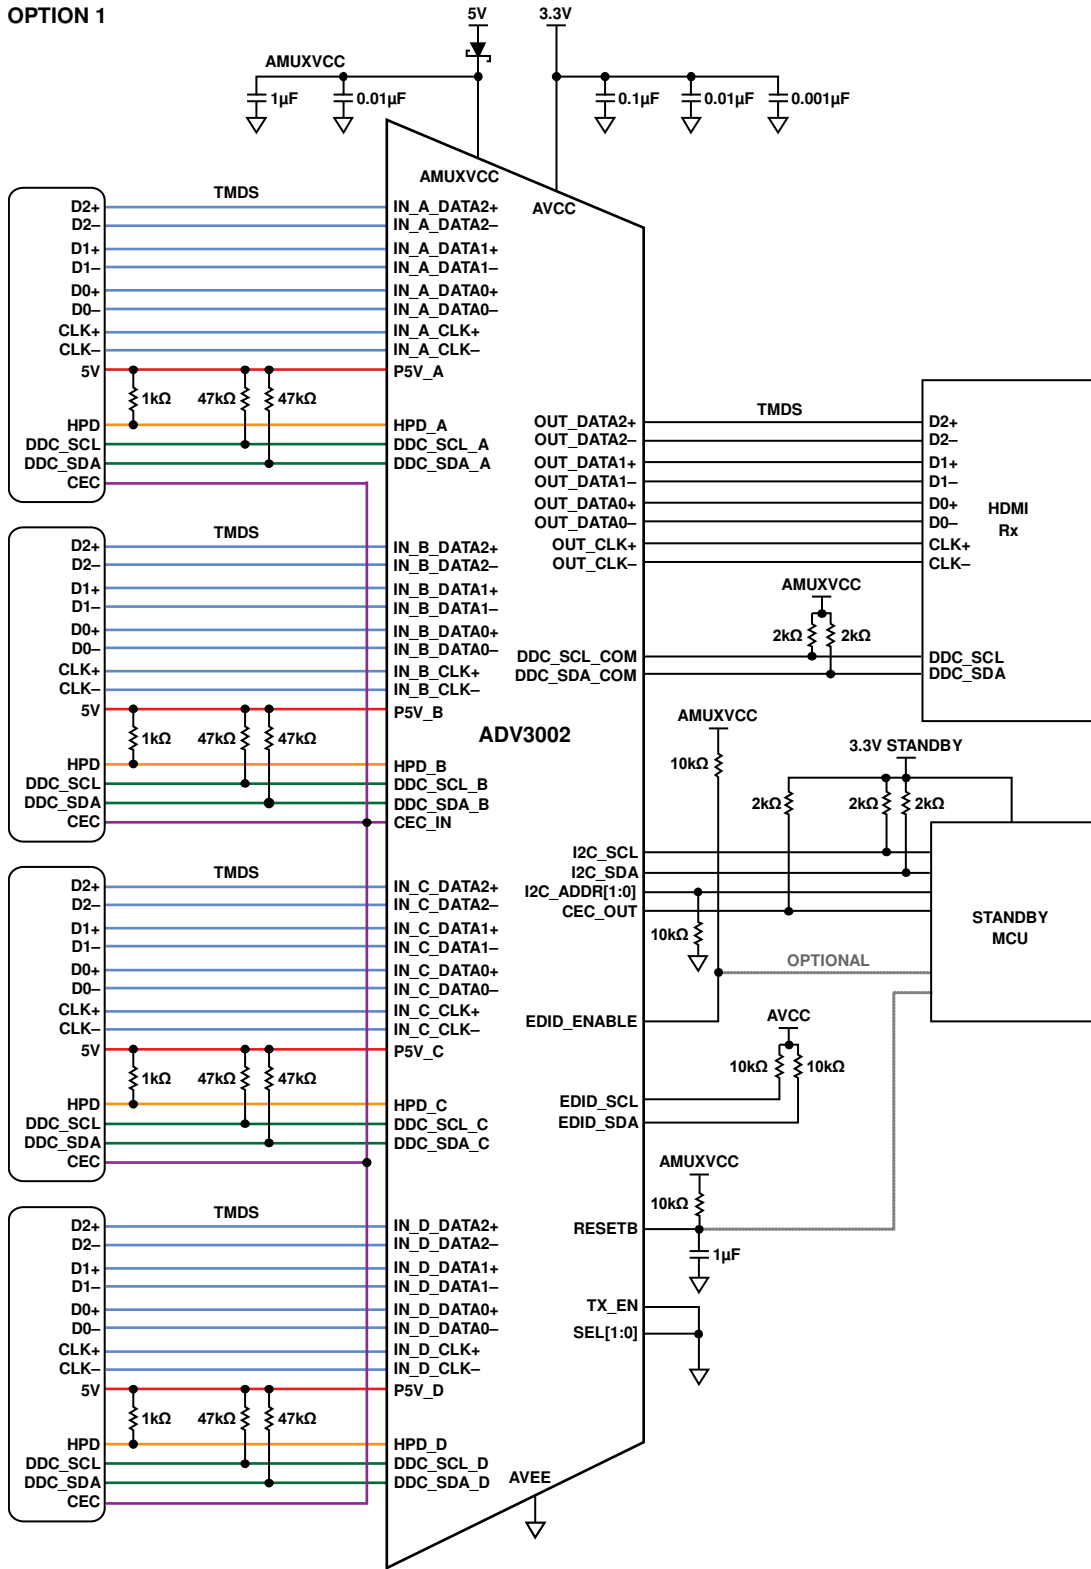 OPTION 1
5V 3.3V
AMUXVCC
1µF 0.01µF 0.1µF 0.01µF 0.001µF
AMUXVCC
AVCC
TMDS
D2+ IN_A_DATA2+
D2– IN_A_DATA2–
D1+ IN_A_DATA1+
D1– IN_A_DATA1–
D0+ IN_A_DATA0+
D0– IN_A_DATA0–
CLK+ IN_A_CLK+
CLK– IN_A_CLK–
5V P5V_A
1kΩ 47kΩ 47kΩ
HPD HPD_A
DDC_SCL DDC_SCL_A
DDC_SDA DDC_SDA_A
CEC
TMDS
D2+ IN_B_DATA2+
D2– IN_B_DATA2–
D1+ IN_B_DATA1+
D1– IN_B_DATA1–
D0+ IN_B_DATA0+
D0– IN_B_DATA0–
CLK+ IN_B_CLK+
CLK– IN_B_CLK–
5V P5V_B
1kΩ 47kΩ 47kΩ
HPD HPD_B
DDC_SCL DDC_SCL_B
DDC_SDA DDC_SDA_B
CEC CEC_IN
TMDS
D2+ IN_C_DATA2+
D2– IN_C_DATA2–
D1+ IN_C_DATA1+
D1– IN_C_DATA1–
D0+ IN_C_DATA0+
D0– IN_C_DATA0–
CLK+ IN_C_CLK+
CLK– IN_C_CLK–
5V P5V_C
1kΩ 47kΩ 47kΩ
HPD HPD_C
DDC_SCL DDC_SCL_C
DDC_SDA DDC_SDA_C
CEC
TMDS
D2+ IN_D_DATA2+
D2– IN_D_DATA2–
D1+ IN_D_DATA1+
D1– IN_D_DATA1–
D0+ IN_D_DATA0+
D0– IN_D_DATA0–
CLK+ IN_D_CLK+
CLK– IN_D_CLK–
5V P5V_D
1kΩ 47kΩ 47kΩ
HPD HPD_D
DDC_SCL DDC_SCL_D
DDC_SDA DDC_SDA_D
CEC
ADV3002
AVEE
TMDS
OUT_DATA2+ D2+
OUT_DATA2– D2–
OUT_DATA1+ D1+
OUT_DATA1– D1–
OUT_DATA0+ D0+
OUT_DATA0– D0–
OUT_CLK+ CLK+
OUT_CLK– CLK–
HDMI
Rx
AMUXVCC
2kΩ 2kΩ
DDC_SCL_COM DDC_SCL
DDC_SDA_COM DDC_SDA
AMUXVCC
10kΩ
3.3V STANDBY
2kΩ 2kΩ 2kΩ
I2C_SCL
I2C_SDA
I2C_ADDR[1:0]
CEC_OUT
STANDBY
MCU
10kΩ
OPTIONAL
EDID_ENABLE
AVCC
10kΩ 10kΩ
EDID_SCL
EDID_SDA
AMUXVCC
10kΩ
RESETB
1µF
TX_EN
SEL[1:0]